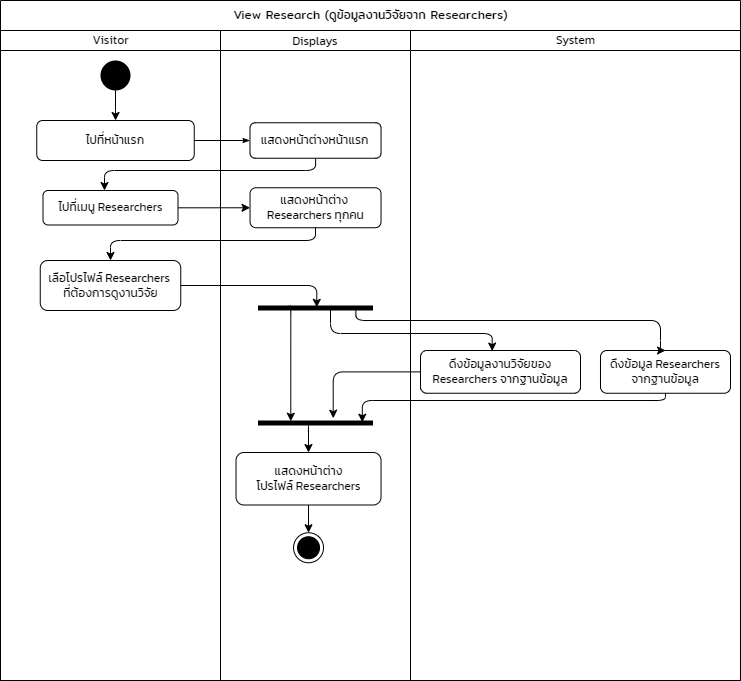 View Research (ดูข้อมูลงานวิจัยจาก Researchers)
Visitor
Displays
System
ไปที่หน้าแรก
แสดงหน้าต่างหน้าแรก
ไปที่เมนู Researchers
แสดงหน้าต่าง
Researchers ทุกคน
เลือโปรไฟล์ Researchers
ที่ต้องการดูงานวิจัย
ดึงข้อมูลงานวิจัยของ
Researchers จากฐานข้อมูล
ดึงข้อมูล Researchers
จากฐานข้อมูล
แสดงหน้าต่าง
โปรไฟล์ Researchers